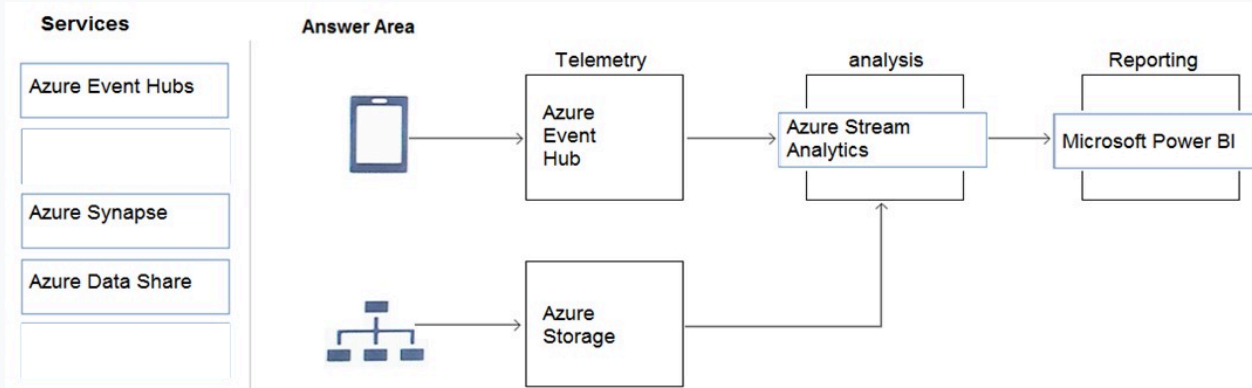 Services
Azure Event Hubs
Azure Synapse
Azure Data Share
Answer Area
Telemetry
Azure
Event
Hub
analysis
Azure Stream
Analytics
Reporting
Microsoft Power BI
Azure
Storage